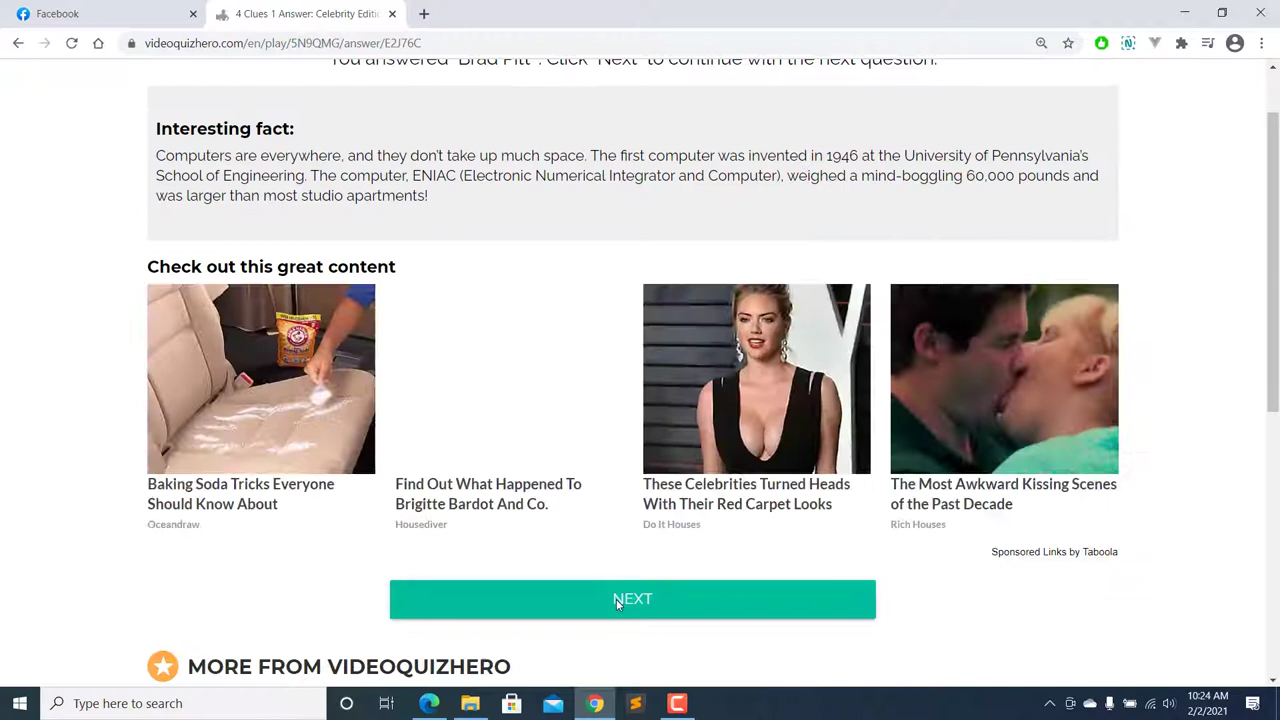 Facebook
4 Clues 1 Answer: Celebrity Editi
videoquizhero.com/en/play/5N9QMG/answer/E2J76C
You answered "Brad Pitt". Click "Next" to continue with the next question.
Interesting fact:
Computers are everywhere, and they don't take up much space. The first computer was invented in 1946 at the University of Pennsylvania's
School of Engineering. The computer, ENIAC (Electronic Numerical Integrator and Computer), weighed a mind-boggling 60,000 pounds and
was larger than most studio apartments!
Check out this great content
ARM & HAMMER
Baking Soda Tricks Everyone
Should Know About
Oceandraw
Find Out What Happened To
Brigitte Bardot And Co.
Housediver
These Celebrities Turned Heads
With Their Red Carpet Looks
Do It Houses
The Most Awkward Kissing Scenes
of the Past Decade
Rich Houses
Sponsored Links by Taboola
NEXT
MORE FROM VIDEOQUIZHERO
Type here to search
10:24 AM
2/2/2021